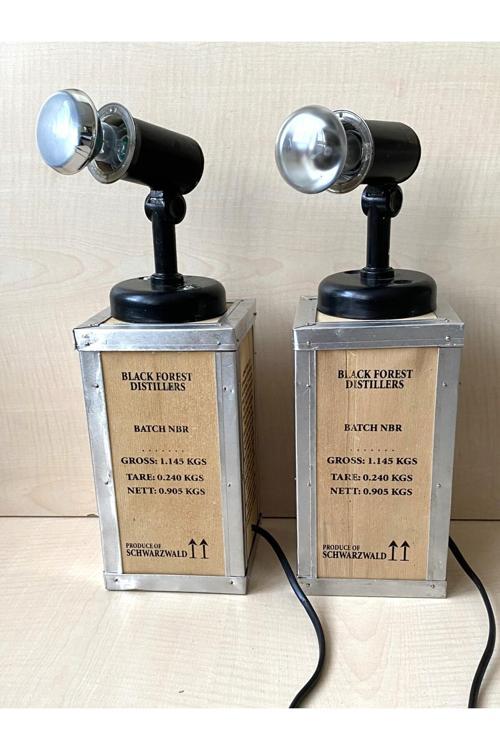 BLACK FOREST
DISTILLERS
BATCH NBR
.......
GROSS: 1.145 KGS
TARE: 0.240 KGS
NETT: 0.905 KGS
PRODUCE OF
SCHWARZWALD
BLACK FOREST
DISTILLERS
BATCH NBR
.......
GROSS: 1.145 KGS
TARE: 0.240 KGS
NETT: 0.905 KGS
PRODUCE OF
SCHWARZWALD